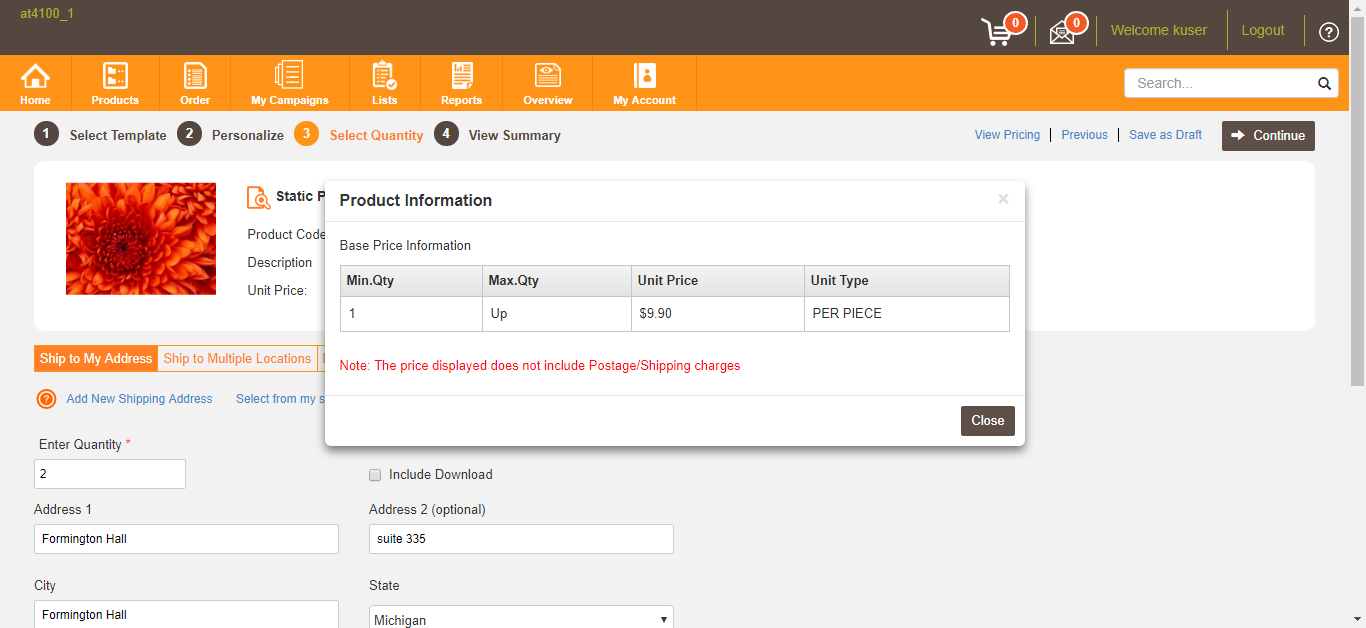 at4100_1
0
0
Welcome kuser
Logout
?
Home
Products
Order
My Campaigns
Lists
Reports
Overview
My Account
Search...
1 Select Template 2 Personalize 3 Select Quantity 4 View Summary
View Pricing Previous Save as Draft Continue
Static P
Product Code
Description
Unit Price:
Product Information ×
Base Price Information
Min.Qty Max.Qty Unit Price Unit Type
1 Up $9.90 PER PIECE
Note: The price displayed does not include Postage/Shipping charges
Close
Ship to My Address Ship to Multiple Locations
? Add New Shipping Address Select from my s
Enter Quantity *
2
Include Download
Address 1 Address 2 (optional)
Formington Hall suite 335
City State
Formington Hall Michigan